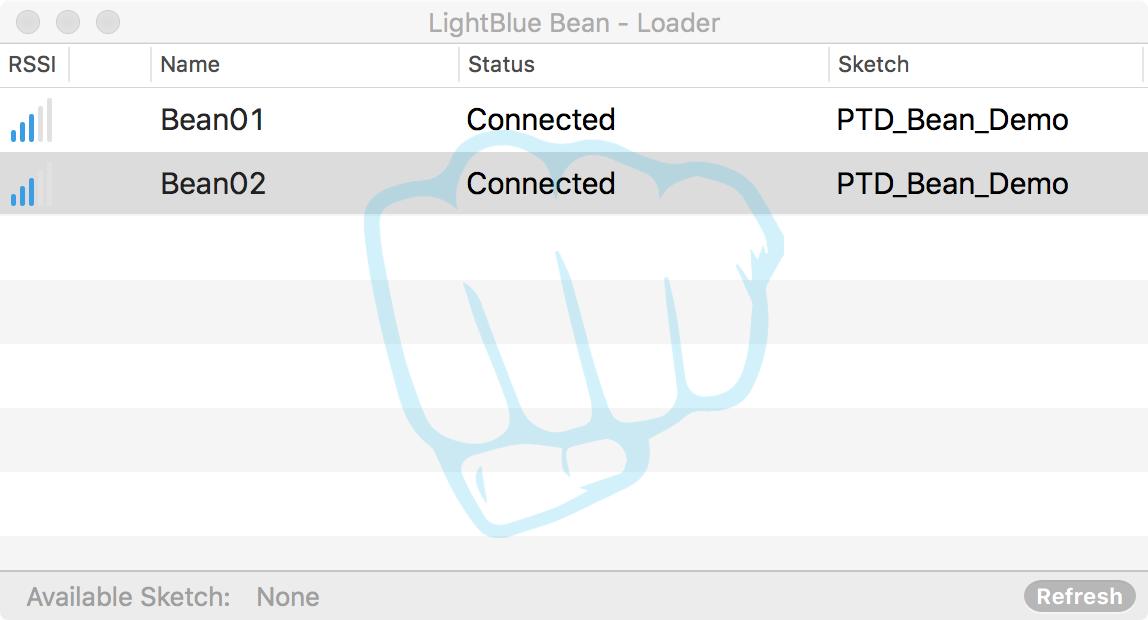 LightBlue Bean - Loader
RSSI Name Status Sketch
Bean01 Connected PTD_Bean_Demo
Bean02 Connected PTD_Bean_Demo
Available Sketch: None Refresh